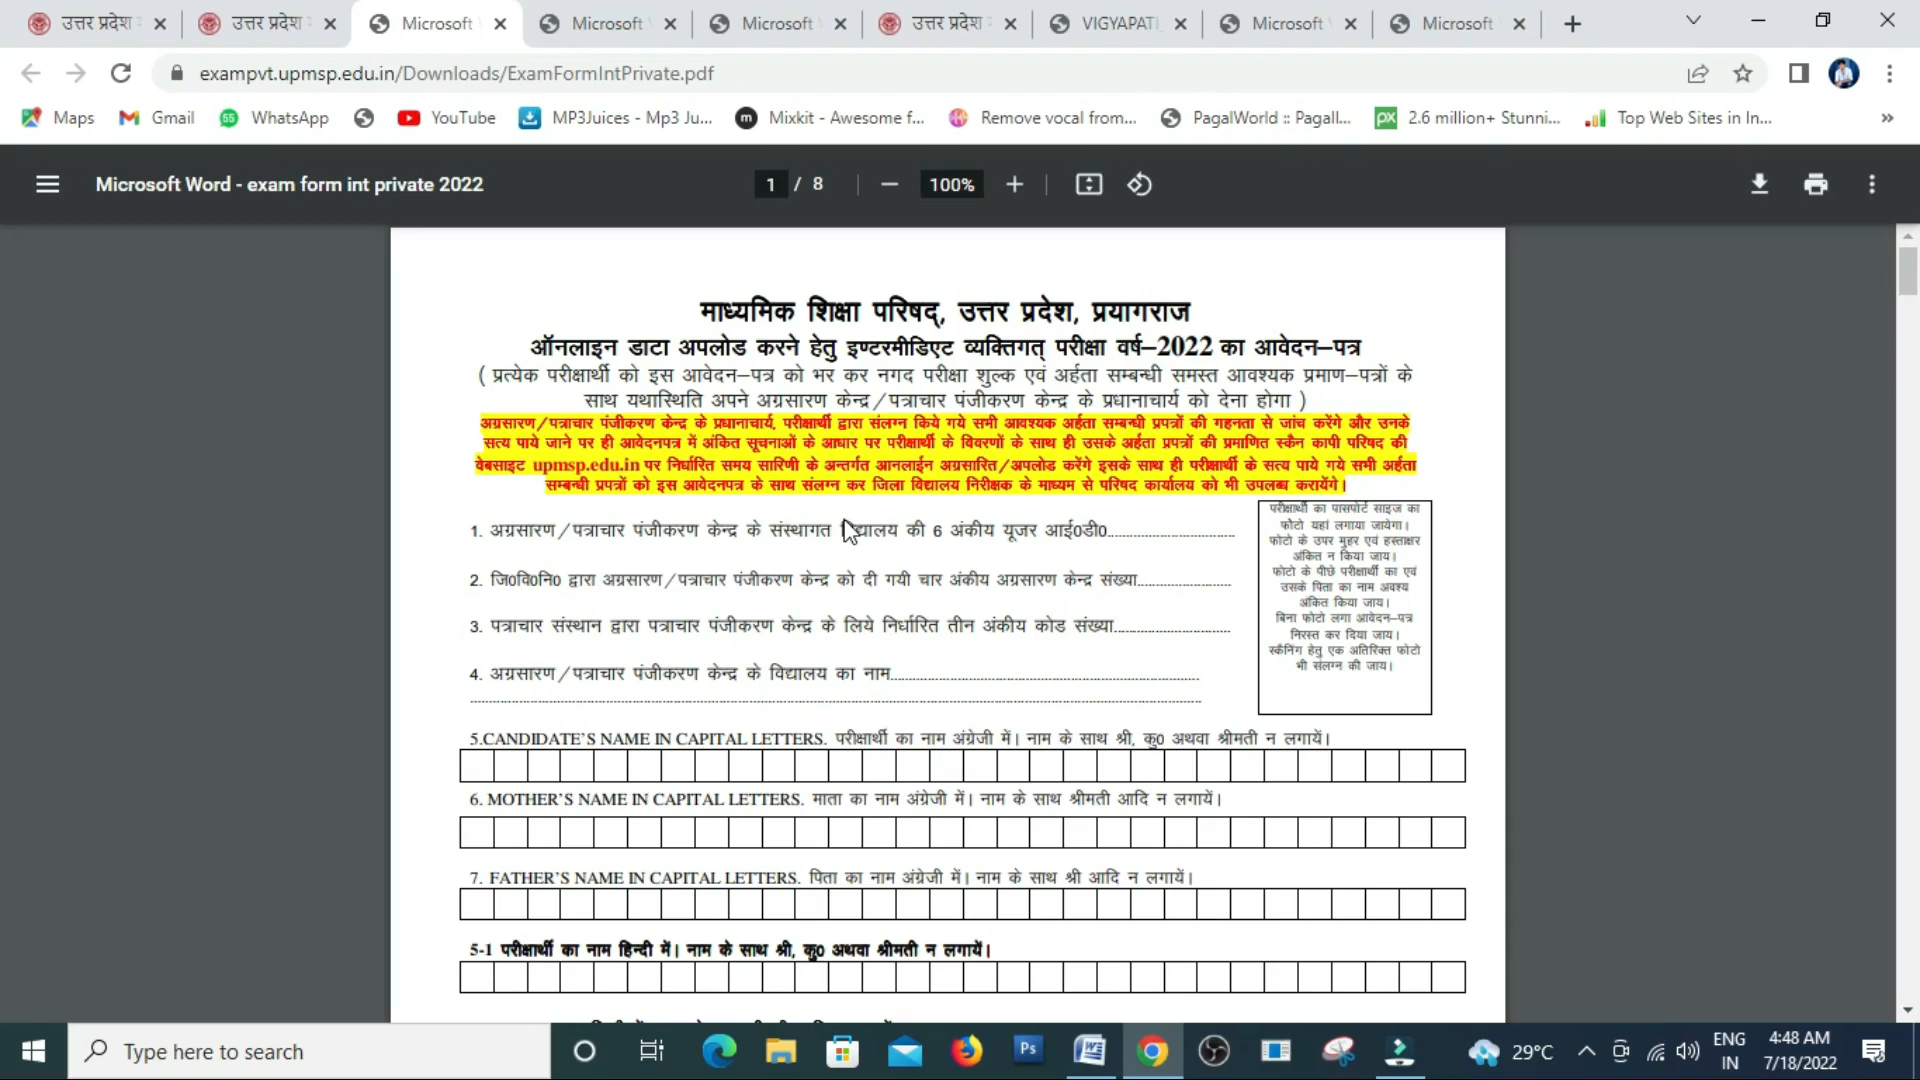 उत्तर प्रदेश
उत्तर प्रदेश
Microsoft
Microsoft
Microsoft
उत्तर प्रदेश
VIGYAPATI
Microsoft
Microsoft
exampvt.upmsp.edu.in/Downloads/ExamFormIntPrivate.pdf
Maps
Gmail
WhatsApp
YouTube
MP3Juices - Mp3 Ju...
Mixkit - Awesome f...
Remove vocal from...
PagalWorld :: Pagall...
2.6 million+ Stunni...
Top Web Sites in In...
Microsoft Word - exam form int private 2022
1 / 8
100%
माध्यमिक शिक्षा परिषद्, उत्तर प्रदेश, प्रयागराज
ऑनलाइन डाटा अपलोड करने हेतु इण्टरमीडिएट व्यक्तिगत् परीक्षा वर्ष–2022 का आवेदन–पत्र
( प्रत्येक परीक्षार्थी को इस आवेदन–पत्र को भर कर नगद परीक्षा शुल्क एवं अर्हता सम्बन्धी समस्त आवश्यक प्रमाण–पत्रों के
साथ यथास्थिति अपने अग्रसारण केन्द्र/पत्राचार पंजीकरण केन्द्र के प्रधानाचार्य को देना होगा )
अग्रसारण/पत्राचार पंजीकरण केन्द्र के प्रधानाचार्य, परीक्षार्थी द्वारा संलग्न किये गये सभी आवश्यक अर्हता सम्बन्धी प्रपत्रों की गहनता से जांच करेंगे और उनके
सत्य पाये जाने पर ही आवेदनपत्र में अंकित सूचनाओं के आधार पर परीक्षार्थी के विवरणों के साथ ही उसके अर्हता प्रपत्रों की प्रमाणित स्कैन कापी परिषद की
वेबसाइट upmsp.edu.in पर निर्धारित समय सारिणी के अन्तर्गत आनलाईन अग्रसारित/अपलोड करेंगे इसके साथ ही परीक्षार्थी के सत्य पाये गये सभी अर्हता
सम्बन्धी प्रपत्रों को इस आवेदनपत्र के साथ संलग्न कर जिला विद्यालय निरीक्षक के माध्यम से परिषद कार्यालय को भी उपलब्ध करायेंगे।
परीक्षार्थी का पासपोर्ट साइज का
फोटो यहां लगाया जायेगा।
फोटो के उपर मुहर एवं हस्ताक्षर
अंकित न किया जाय।
फोटो के पीछे परीक्षार्थी का एवं
उसके पिता का नाम अवश्य
अंकित किया जाय।
बिना फोटो लगा आवेदन–पत्र
निरस्त कर दिया जाय।
स्कैनिंग हेतु एक अतिरिक्त फोटो
भी संलग्न की जाय।
1. अग्रसारण/पत्राचार पंजीकरण केन्द्र के संस्थागत विद्यालय की 6 अंकीय यूजर आई0डी0
2. जि0वि0नि0 द्वारा अग्रसारण/पत्राचार पंजीकरण केन्द्र को दी गयी चार अंकीय अग्रसारण केन्द्र संख्या
3. पत्राचार संस्थान द्वारा पत्राचार पंजीकरण केन्द्र के लिये निर्धारित तीन अंकीय कोड संख्या
4. अग्रसारण/पत्राचार पंजीकरण केन्द्र के विद्यालय का नाम
5.CANDIDATE'S NAME IN CAPITAL LETTERS. परीक्षार्थी का नाम अंग्रेजी में। नाम के साथ श्री, कु0 अथवा श्रीमती न लगायें।
6. MOTHER'S NAME IN CAPITAL LETTERS. माता का नाम अंग्रेजी में। नाम के साथ श्रीमती आदि न लगायें।
7. FATHER'S NAME IN CAPITAL LETTERS. पिता का नाम अंग्रेजी में। नाम के साथ श्री आदि न लगायें।
5-1 परीक्षार्थी का नाम हिन्दी में। नाम के साथ श्री, कु0 अथवा श्रीमती न लगायें।
Type here to search
29°C
ENG
IN
4:48 AM
7/18/2022